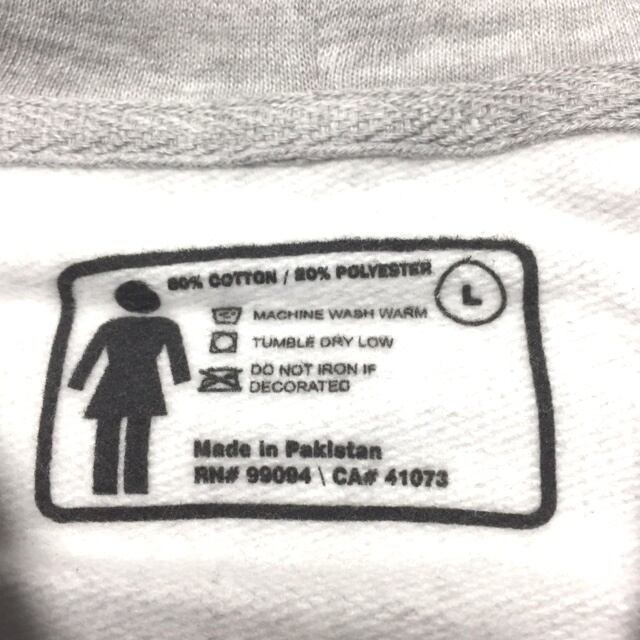 80% COTTON / 20% POLYESTER
L
MACHINE WASH WARM
TUMBLE DRY LOW
DO NOT IRON IF
DECORATED
Made in Pakistan
RN# 99094 \ CA# 41073